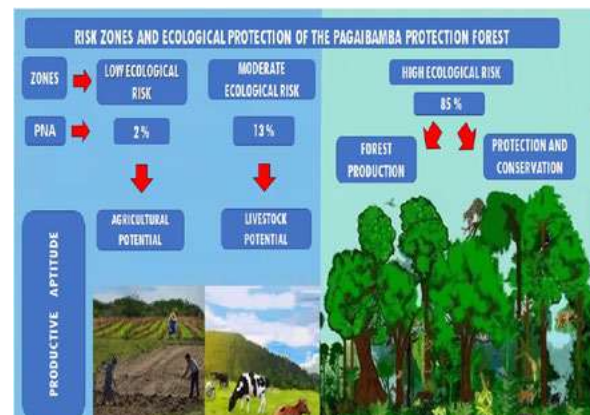 RISK ZONES AND ECOLOGICAL PROTECTION OF THE PAGAIBAMBA PROTECTION FOREST
ZONES
LOW ECOLOGICAL
RISK
MODERATE
ECOLOGICAL RISK
HIGH ECOLOGICAL RISK
85 %
PNA
2 %
13 %
FOREST
PRODUCTION
PROTECTION AND
CONSERVATION
PRODUCTIVE APTITUDE
AGRICULTURAL
POTENTIAL
LIVESTOCK
POTENTIAL